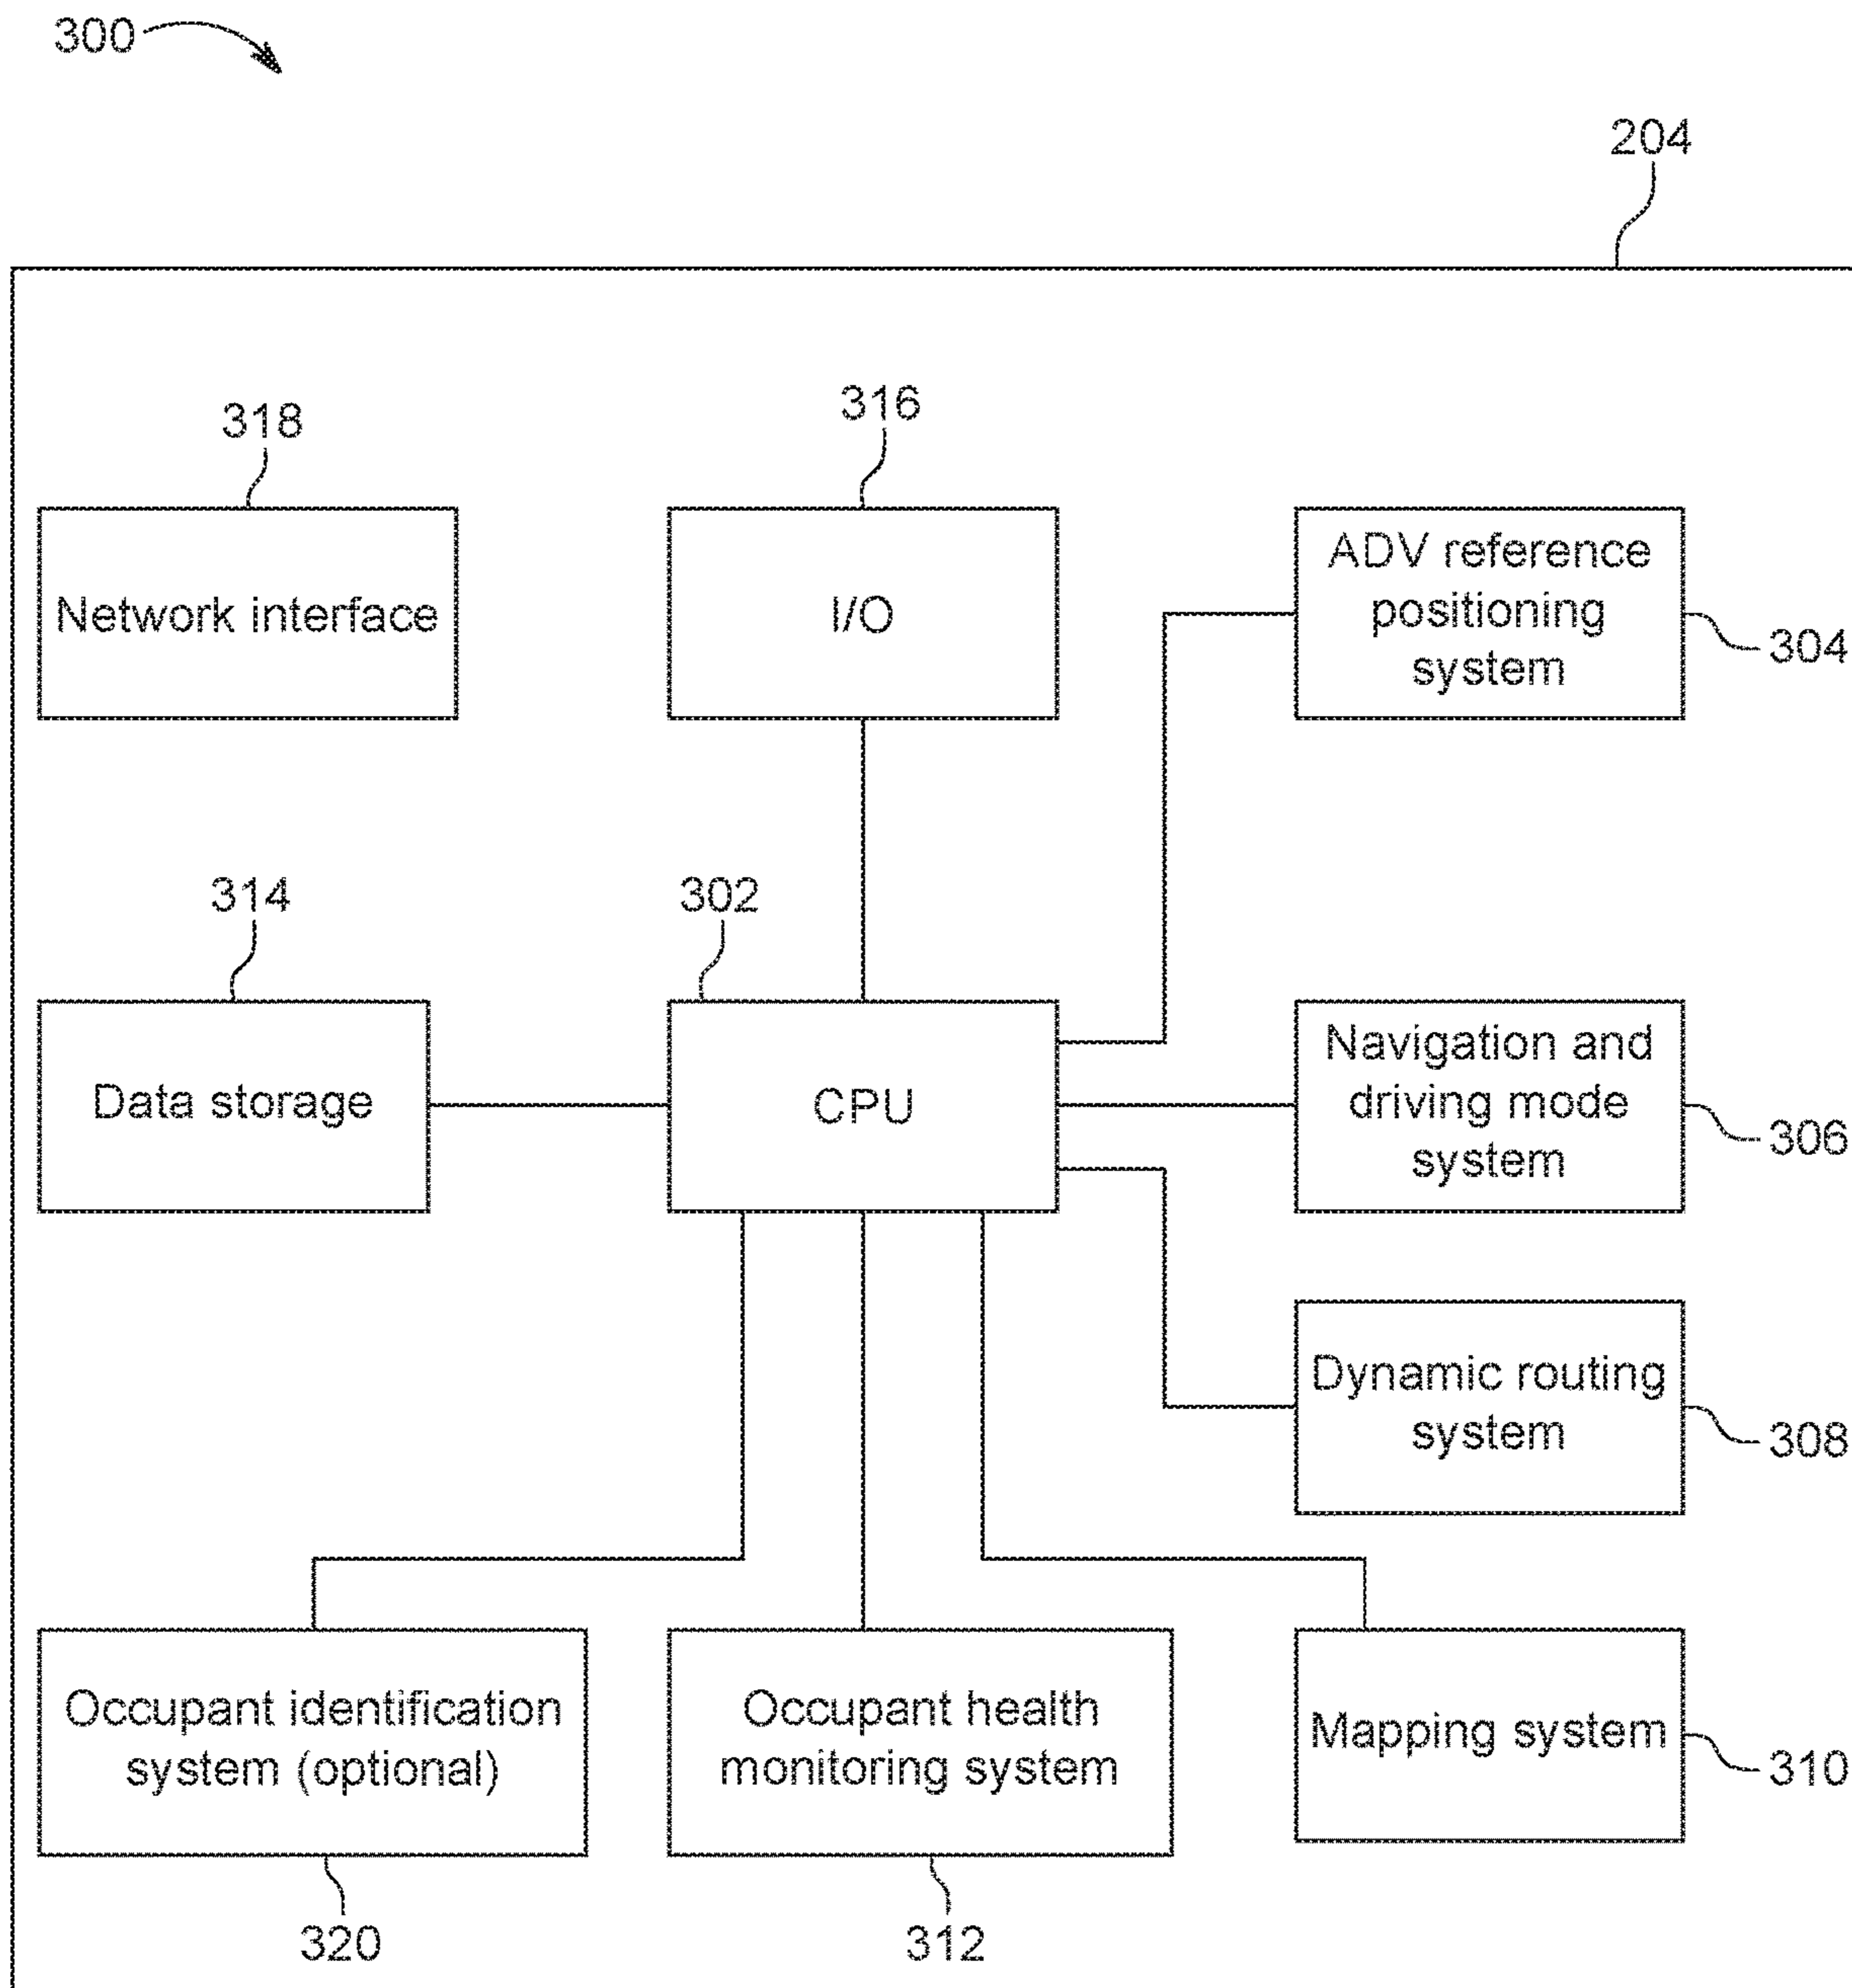 300
204
318
316
Network interface
I/O
ADV reference
positioning
system
304
314
302
Data storage
CPU
Navigation and
driving mode
system
306
Dynamic routing
system
308
Occupant identification
system (optional)
Occupant health
monitoring system
Mapping system
310
320
312